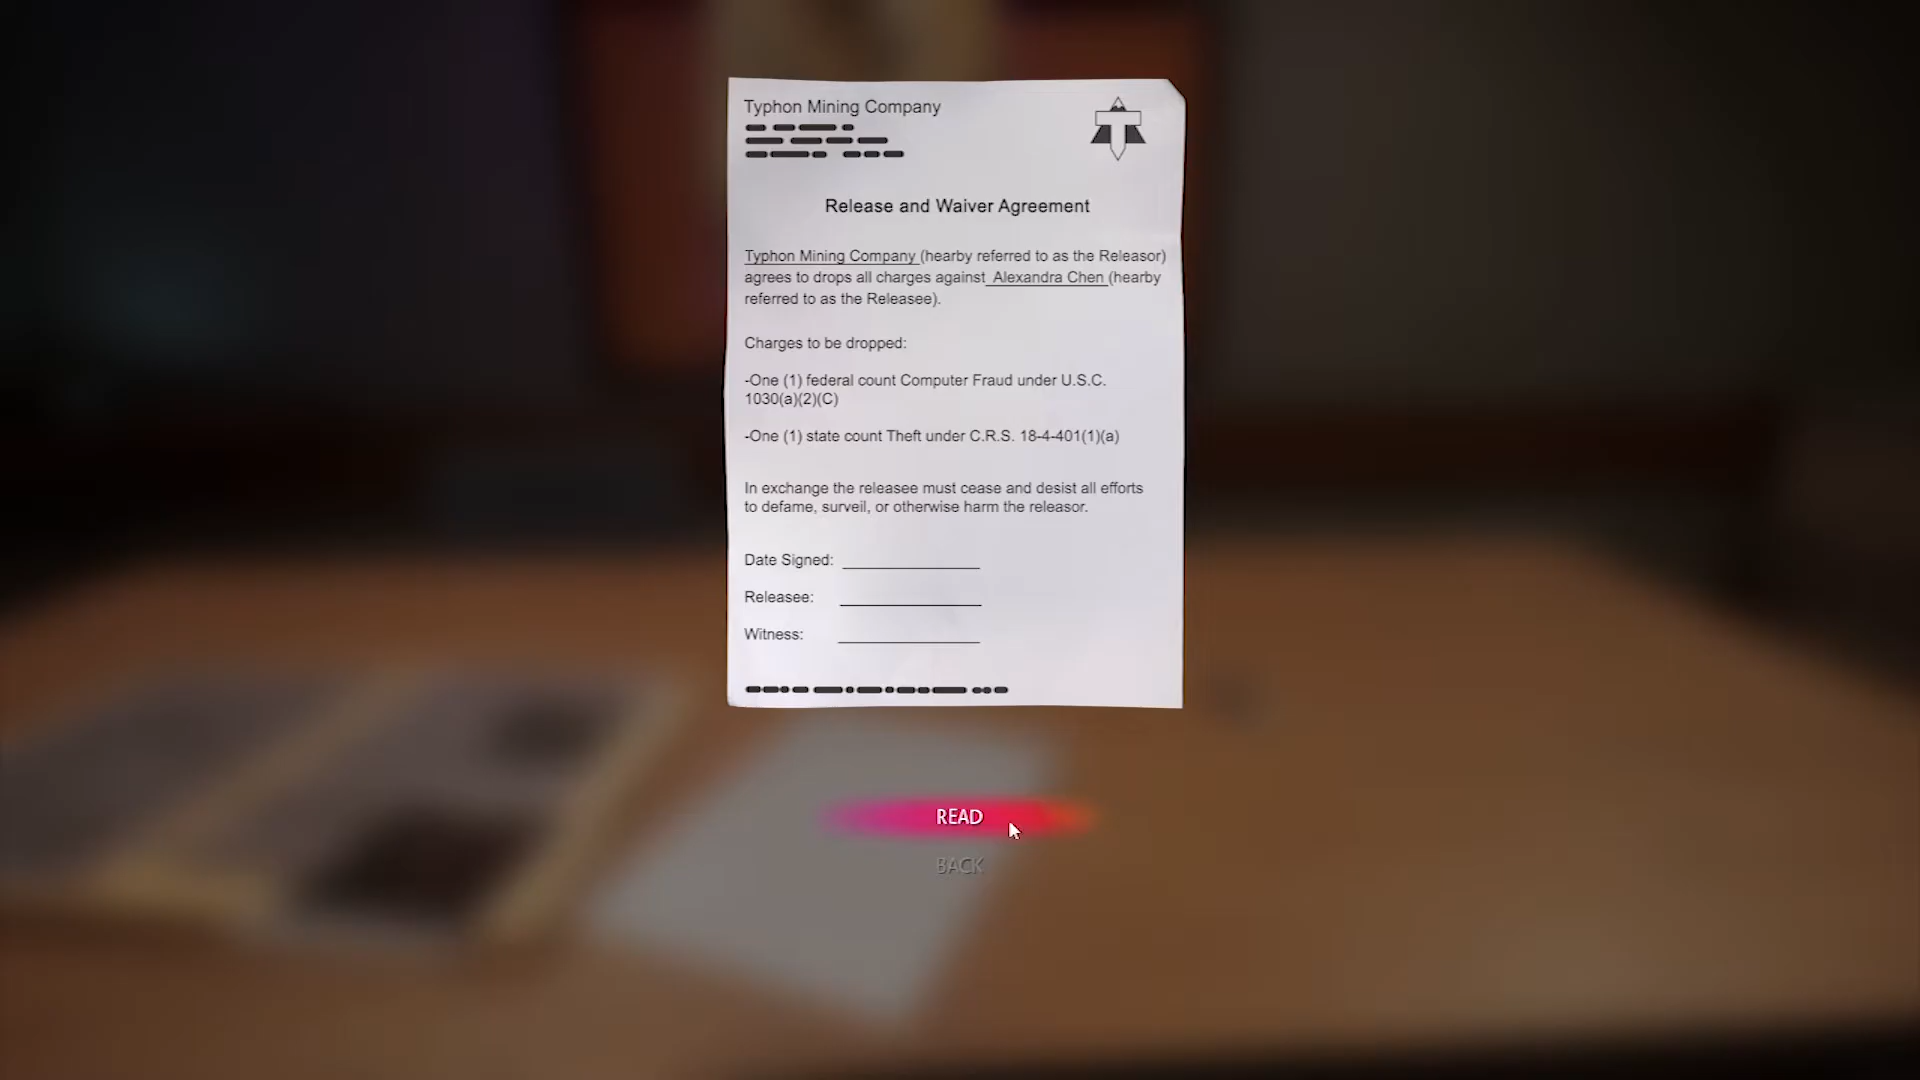 Typhon Mining Company
Release and Waiver Agreement
Typhon Mining Company (hearby referred to as the Releasor)
agrees to drops all charges against Alexandra Chen (hearby
referred to as the Releasee).
Charges to be dropped:
-One (1) federal count Computer Fraud under U.S.C.
1030(a)(2)(C)
-One (1) state count Theft under C.R.S. 18-4-401(1)(a)
In exchange the releasee must cease and desist all efforts
to defame, surveil, or otherwise harm the releasor.
Date Signed:
Releasee:
Witness:
READ
BACK